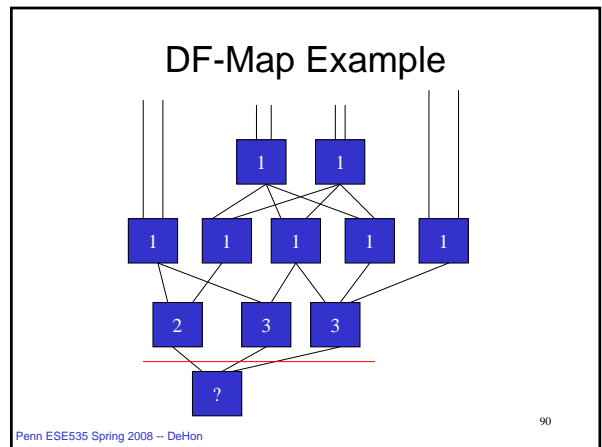 DF-Map Example
1 1
1 1 1 1 1
2 3 3
?
90
Penn ESE535 Spring 2008 -- DeHon